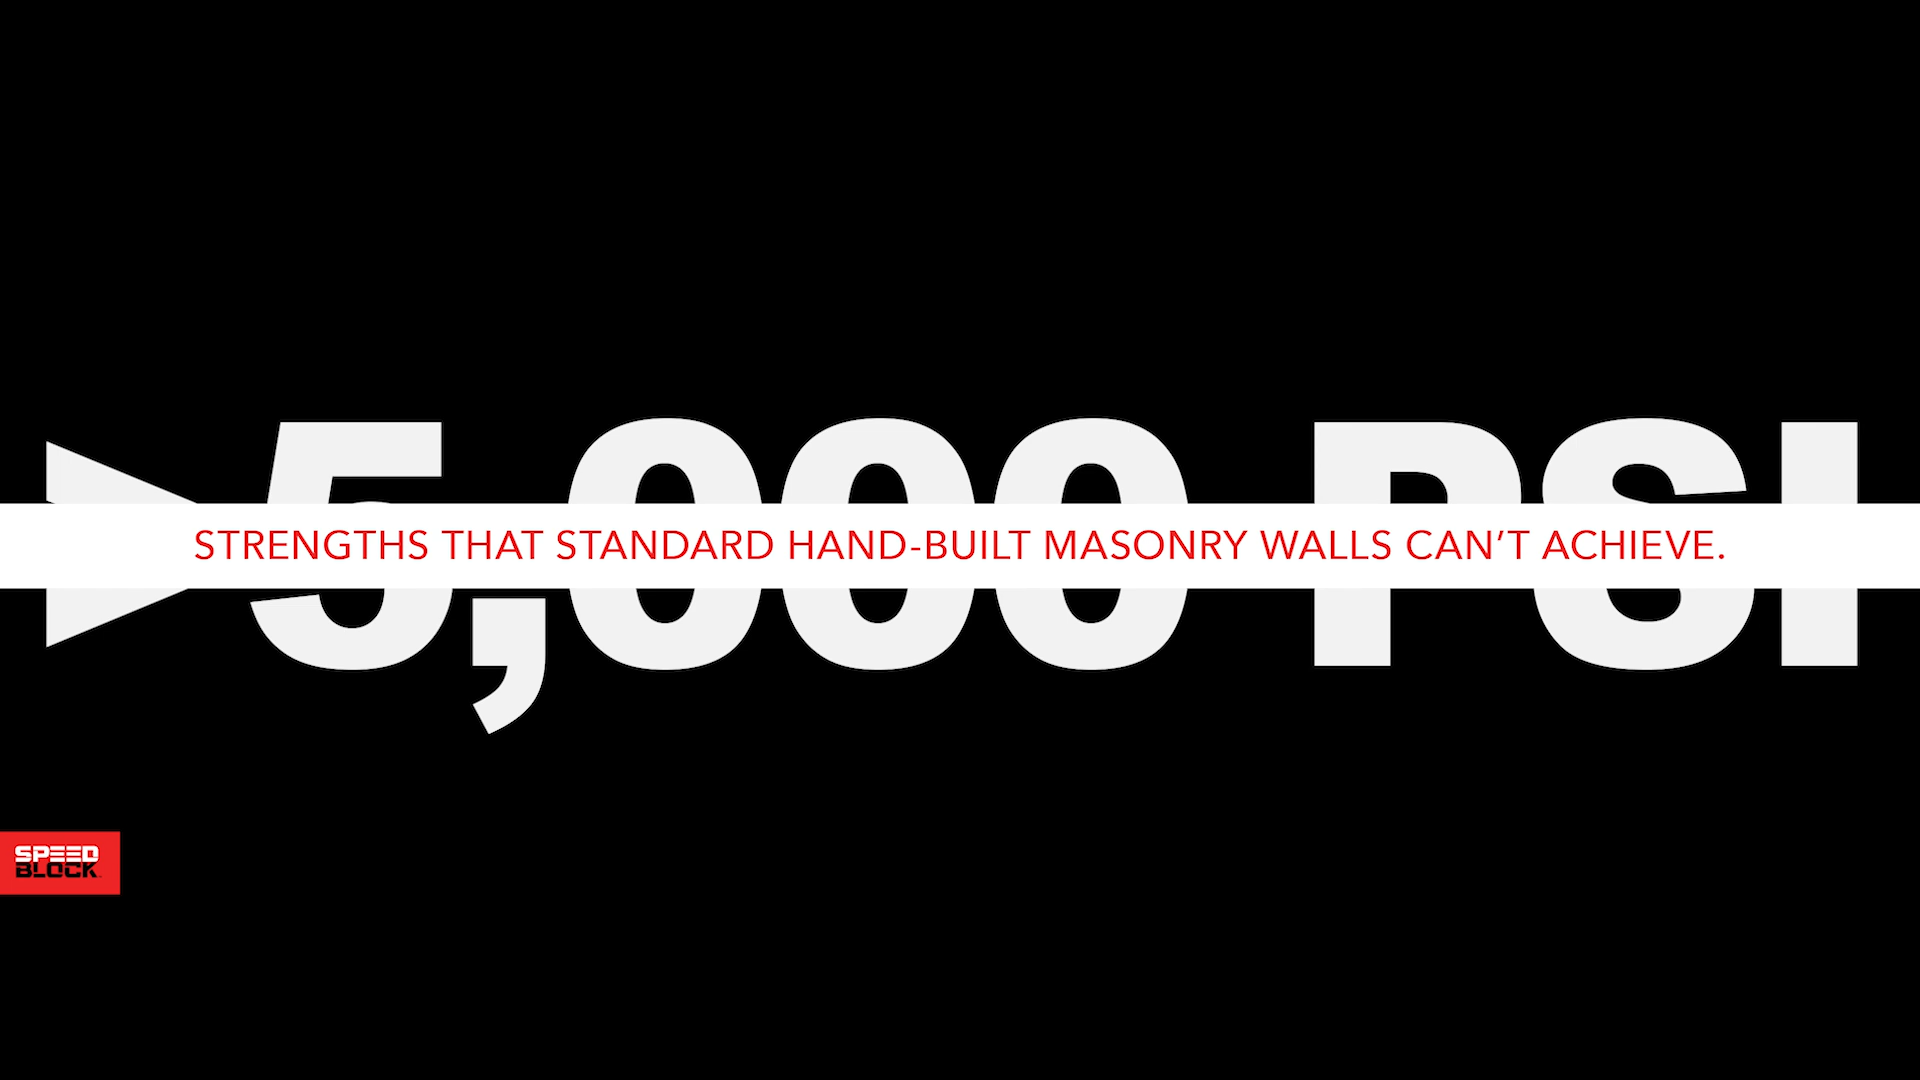 >5,000 PSI
STRENGTHS THAT STANDARD HAND-BUILT MASONRY WALLS CAN’T ACHIEVE.
SPEED
BLOCK